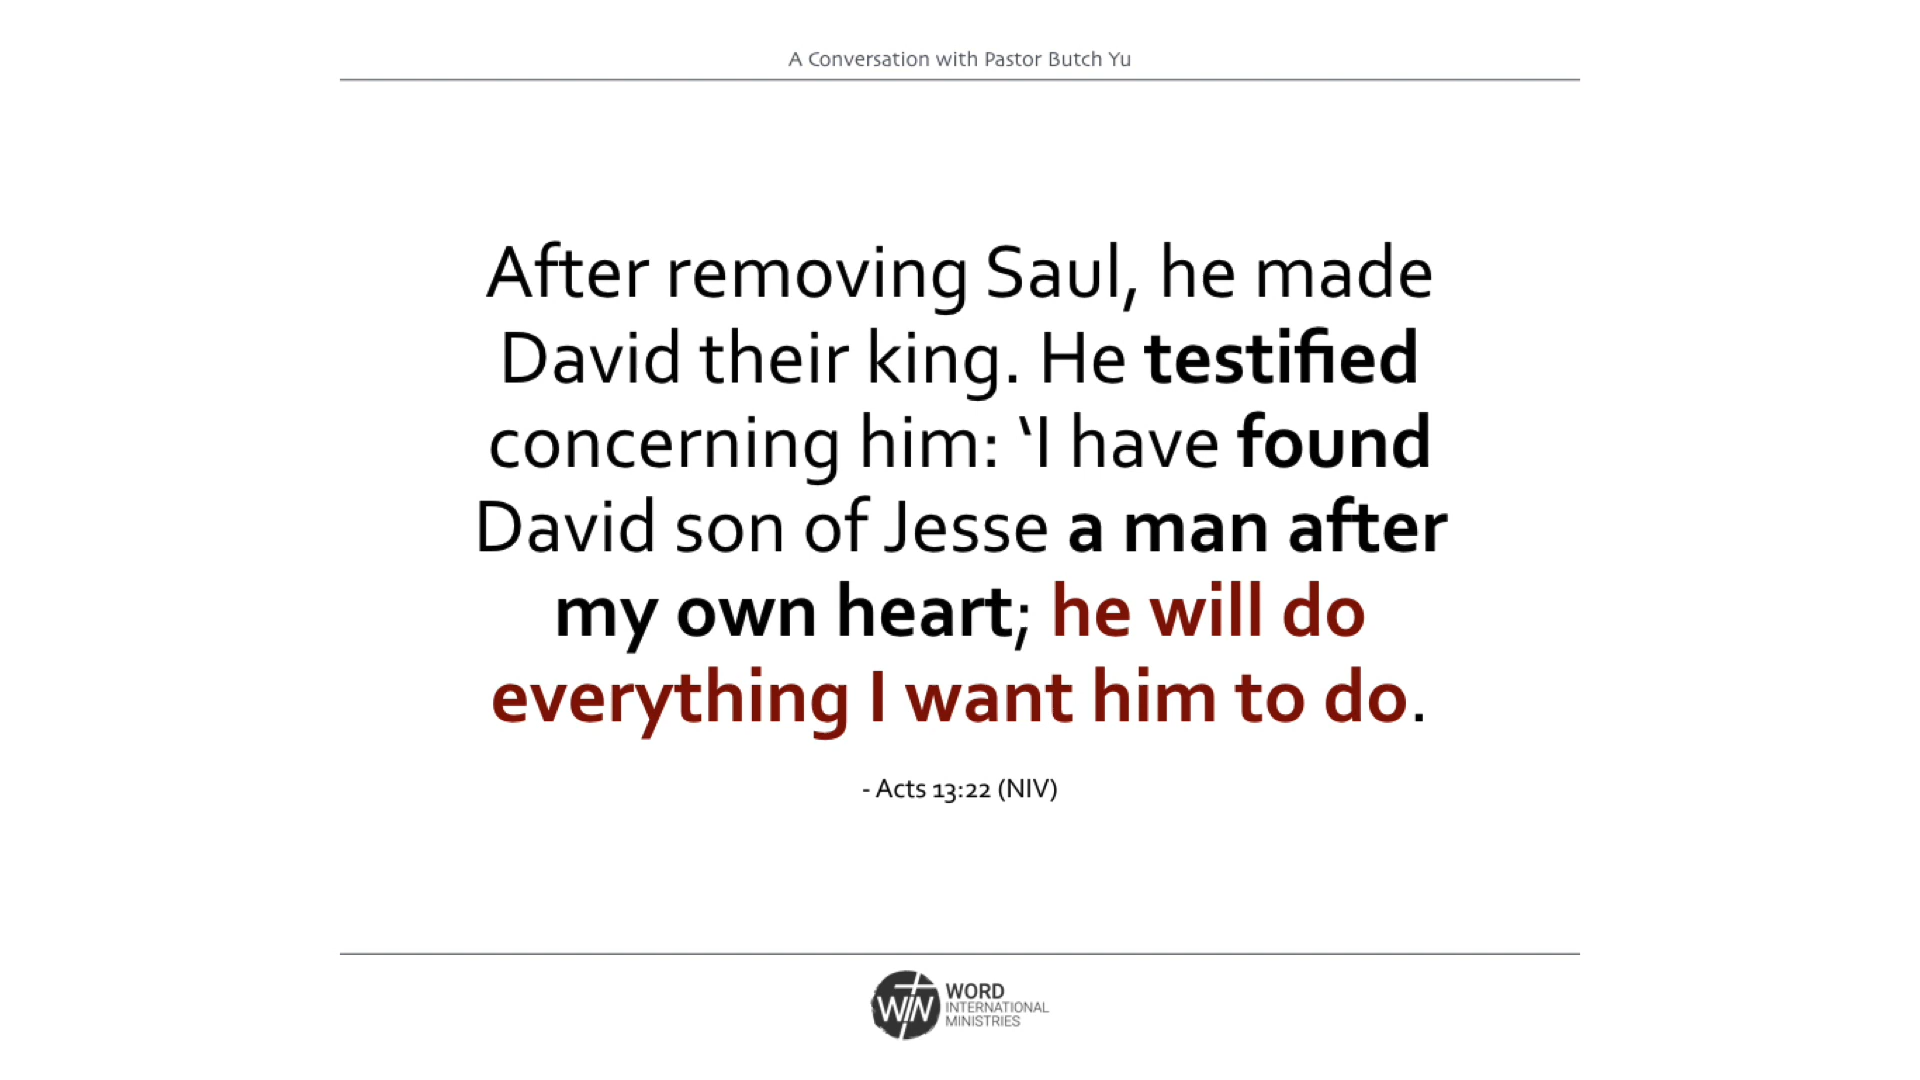 A Conversation with Pastor Butch Yu
After removing Saul, he made
David their king. He testified
concerning him: ‘I have found
David son of Jesse a man after
my own heart; he will do
everything I want him to do.
- Acts 13:22 (NIV)
WIN
WORD
INTERNATIONAL
MINISTRIES